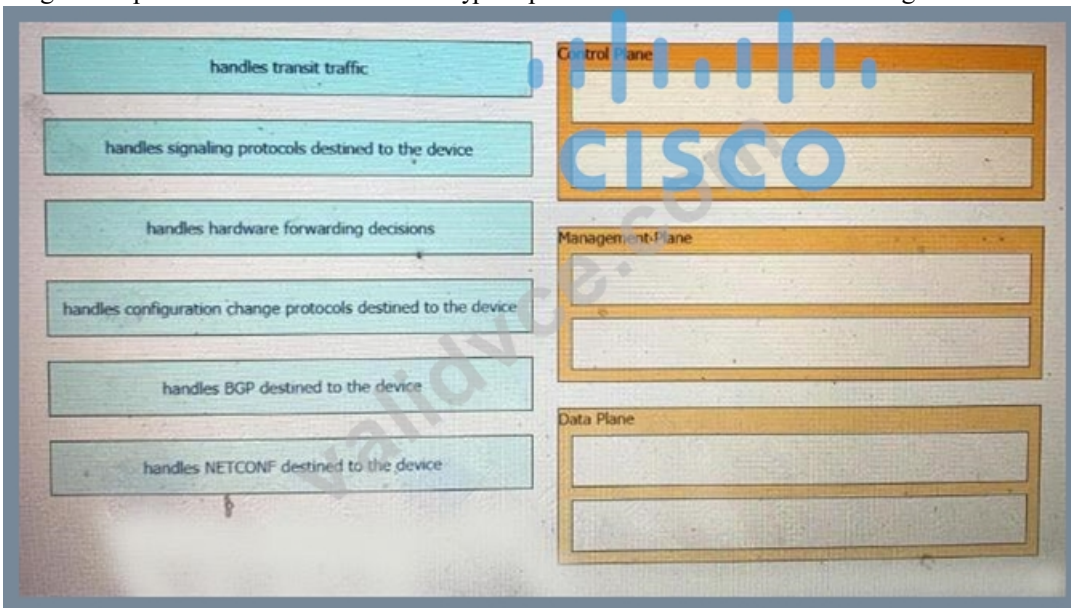 handles transit traffic
handles signaling protocols destined to the device
handles hardware forwarding decisions
handles configuration change protocols destined to the device
handles BGP destined to the device
handles NETCONF destined to the device
Control Plane
CISCO
Management-Plane
Data Plane
validvce.com